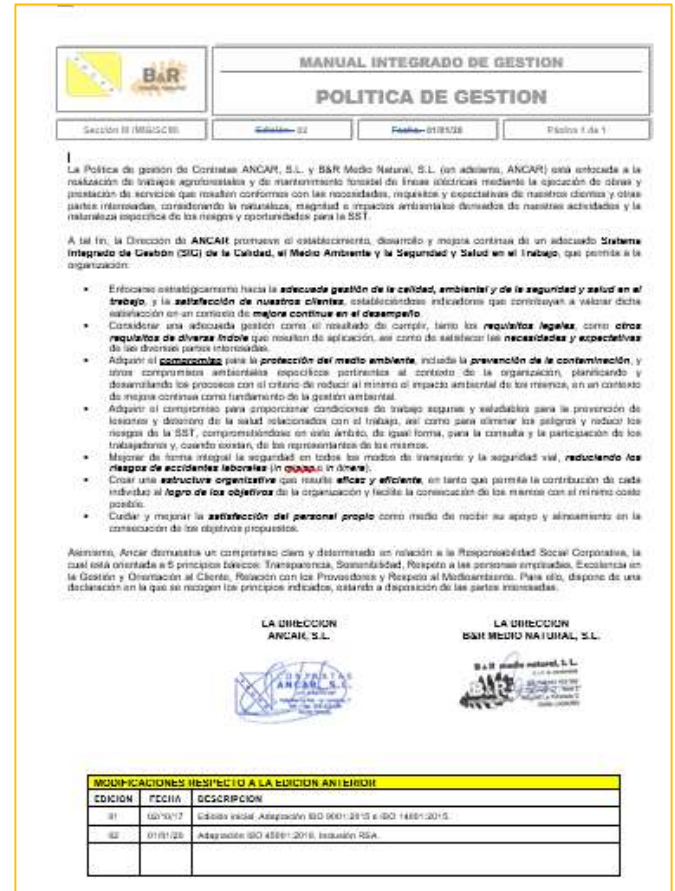 B&R
medio natural
MANUAL INTEGRADO DE GESTION
POLITICA DE GESTION
Sección III (MIG/SCIII)
Edición 02
Fecha 01/01/20
Página 1 de 1
La Política de gestión de Contratas ANCAR, S.L. y B&R Medio Natural, S.L. (en adelante, ANCAR) está enfocada a la
realización de trabajos agroforestales y de mantenimiento forestal de líneas eléctricas mediante la ejecución de obras y
prestación de servicios que resulten conformes con las necesidades, requisitos y expectativas de nuestros clientes y otras
partes interesadas, considerando la naturaleza, magnitud e impactos ambientales derivados de nuestras actividades y la
naturaleza específica de los riesgos y oportunidades para la SST.
A tal fin, la Dirección de ANCAR promueve el establecimiento, desarrollo y mejora continua de un adecuado Sistema
Integrado de Gestión (SIG) de la Calidad, el Medio Ambiente y la Seguridad y Salud en el Trabajo, que permita a la
organización:
• Enfocarse estratégicamente hacia la adecuada gestión de la calidad, ambiental y de la seguridad y salud en el
trabajo, y la satisfacción de nuestros clientes, estableciéndose indicadores que contribuyan a valorar dicha
satisfacción en un contexto de mejora continua en el desempeño.
• Considerar una adecuada gestión como el resultado de cumplir, tanto los requisitos legales, como otros
requisitos de diversa índole que resulten de aplicación, así como de satisfacer las necesidades y expectativas
de las diversas partes interesadas.
• Adquirir el compromiso para la protección del medio ambiente, incluida la prevención de la contaminación, y
otros compromisos ambientales específicos pertinentes al contexto de la organización, planificando y
desarrollando los procesos con el criterio de reducir al mínimo el impacto ambiental de los mismos, en un contexto
de mejora continua como fundamento de la gestión ambiental.
• Adquirir el compromiso para proporcionar condiciones de trabajo seguras y saludables para la prevención de
lesiones y deterioro de la salud relacionados con el trabajo, así como para eliminar los peligros y reducir los
riesgos de la SST, comprometiéndose en este ámbito, de igual forma, para la consulta y la participación de los
trabajadores y, cuando existan, de los representantes de los mismos.
• Mejorar de forma integral la seguridad en todos los modos de transporte y la seguridad vial, reduciendo los
riesgos de accidentes laborales (in misión o in itinere).
• Crear una estructura organizativa que resulte eficaz y eficiente, en tanto que permita la contribución de cada
individuo al logro de los objetivos de la organización y facilite la consecución de los mismos con el mínimo coste
posible.
• Cuidar y mejorar la satisfacción del personal propio como medio de recibir su apoyo y alineamiento en la
consecución de los objetivos propuestos.
Asimismo, Ancar demuestra un compromiso claro y determinado en relación a la Responsabilidad Social Corporativa, la
cual está orientada a 6 principios básicos: Transparencia, Sostenibilidad, Respeto a las personas empleadas, Excelencia en
la Gestión y Orientación al Cliente, Relación con los Proveedores y Respeto al Medioambiente. Para ello, dispone de una
declaración en la que se recogen los principios indicados, estando a disposición de las partes interesadas.
LA DIRECCION
ANCAR, S.L.
LA DIRECCION
B&R MEDIO NATURAL, S.L.
CONTRATAS
ANCAR, S.L.
B&R medio natural, S.L.
B&R
MODIFICACIONES RESPECTO A LA EDICION ANTERIOR
EDICION FECHA DESCRIPCION
01 02/10/17 Edición inicial. Adaptación ISO 9001:2015 e ISO 14001:2015.
02 01/01/20 Adaptación ISO 45001:2018, Inclusión RSA.